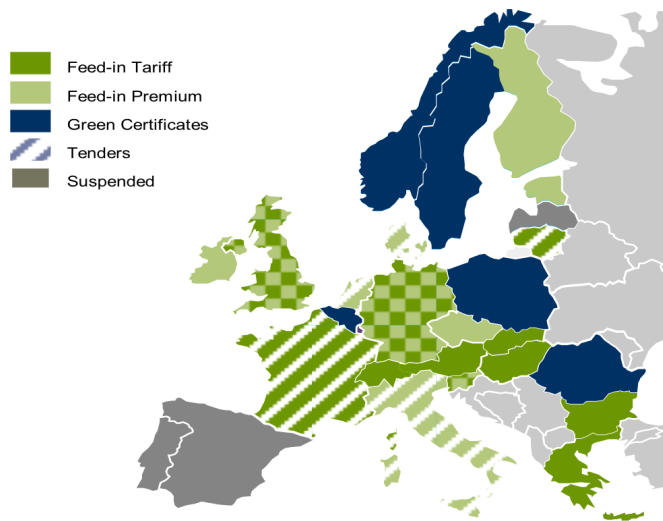 Feed-in Tariff
Feed-in Premium
Green Certificates
Tenders
Suspended